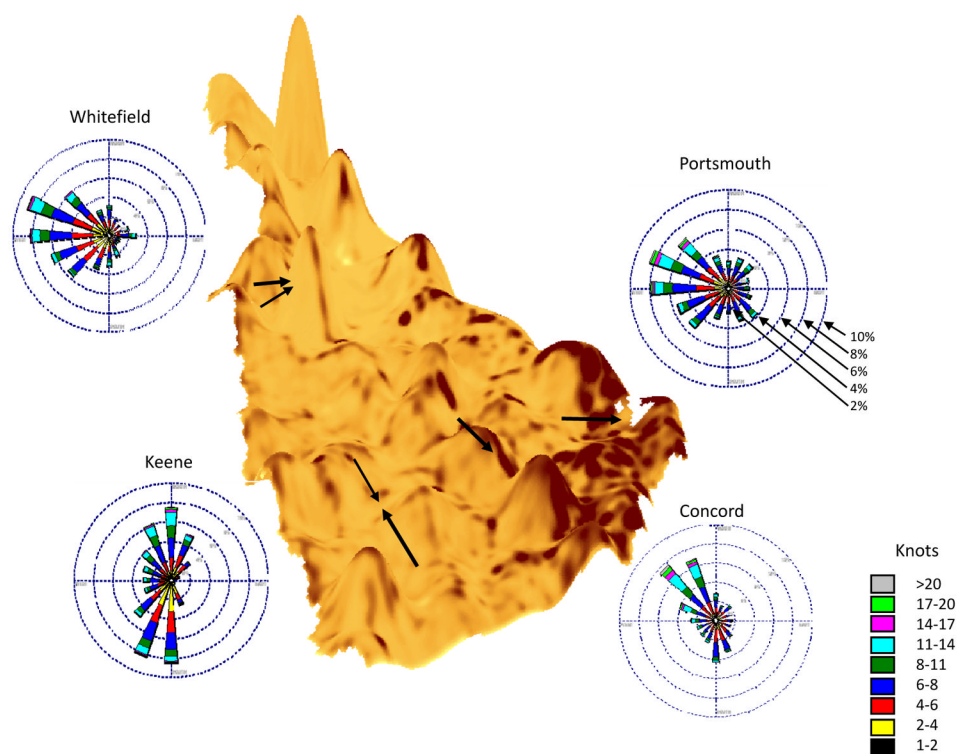 Whitefield
Portsmouth
10%
8%
6%
4%
2%
Keene
Concord
Knots
>20
17-20
14-17
11-14
8-11
6-8
4-6
2-4
1-2